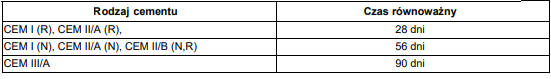 Rodzaj cementu Czas równoważny
CEM I (R), CEM II/A (R), 28 dni
CEM I (N), CEM II/A (N), CEM II/B (N,R) 56 dni
CEM III/A 90 dni